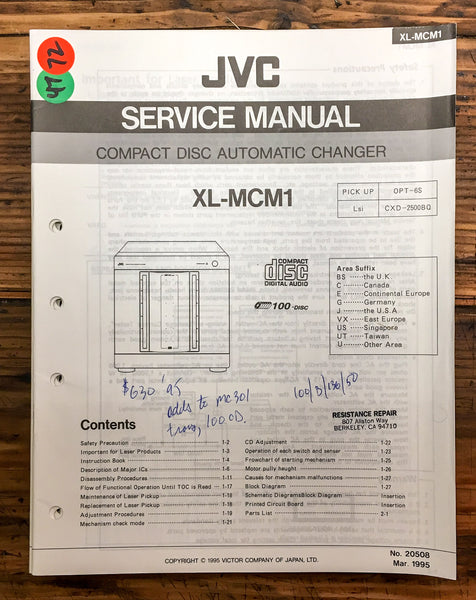 XL-MCM1
72
JVC
SERVICE MANUAL
COMPACT DISC AUTOMATIC CHANGER
XL-MCM1
PICK UP OPT-6S
Lsi CXD-2500BQ
JVC
COMPACT
disc
DIGITAL AUDIO
100-DISC
Area Suffix
BS ······the U.K.
C ······Canada
E ······Continental Europe
G ······Germany
J ······the U.S.A
VX ······East Europe
US ······Singapore
UT ······Taiwan
U ······Other Area
$630 '95
adds to mc301
100CD.
100/D/130/50
RESISTANCE REPAIR
807 Allston Way
BERKELEY, CA 94710
Contents
Safety Precaution 1-2
Important for Laser Products 1-3
Instruction Book 1-4
Description of Major ICs 1-6
Disassembly Procedures 1-11
Flow of Functional Operation Until TOC is Read 1-17
Maintenance of Laser Pickup 1-18
Replacement of Laser Pickup 1-18
Adjustment Procedures 1-19
Mechanism check mode 1-21
CD Adjustment 1-22
Operation of each switch and sensor 1-23
Frowchart of starting mechanism 1-25
Motor pully heught 1-26
Causes for mechanism malfunctions 1-27
Block Diagram 1-27
Schematic DiagramsBlock Diagram Insertion
Printed Circuit Board Insertion
Parts List 2-1
COPYRIGHT © 1995 VICTOR COMPANY OF JAPAN, LTD.
No. 20508
Mar. 1995